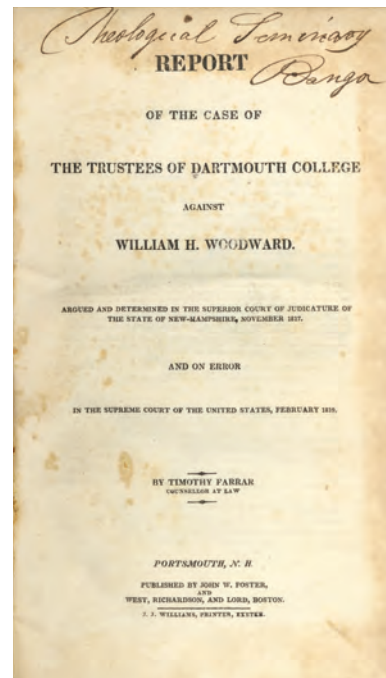 Theological Seminary
Bangor
REPORT
OF THE CASE OF
THE TRUSTEES OF DARTMOUTH COLLEGE
AGAINST
WILLIAM H. WOODWARD.
ARGUED AND DETERMINED IN THE SUPERIOR COURT OF JUDICATURE OF
THE STATE OF NEW-HAMPSHIRE, NOVEMBER 1817.
AND ON ERROR
IN THE SUPREME COURT OF THE UNITED STATES, FEBRUARY 1819.
BY TIMOTHY FARRAR
COUNSELLOR AT LAW
PORTSMOUTH, N. H.
PUBLISHED BY JOHN W. FOSTER,
AND
WEST, RICHARDSON, AND LORD, BOSTON.
J. J. WILLIAMS, PRINTER, EXETER.